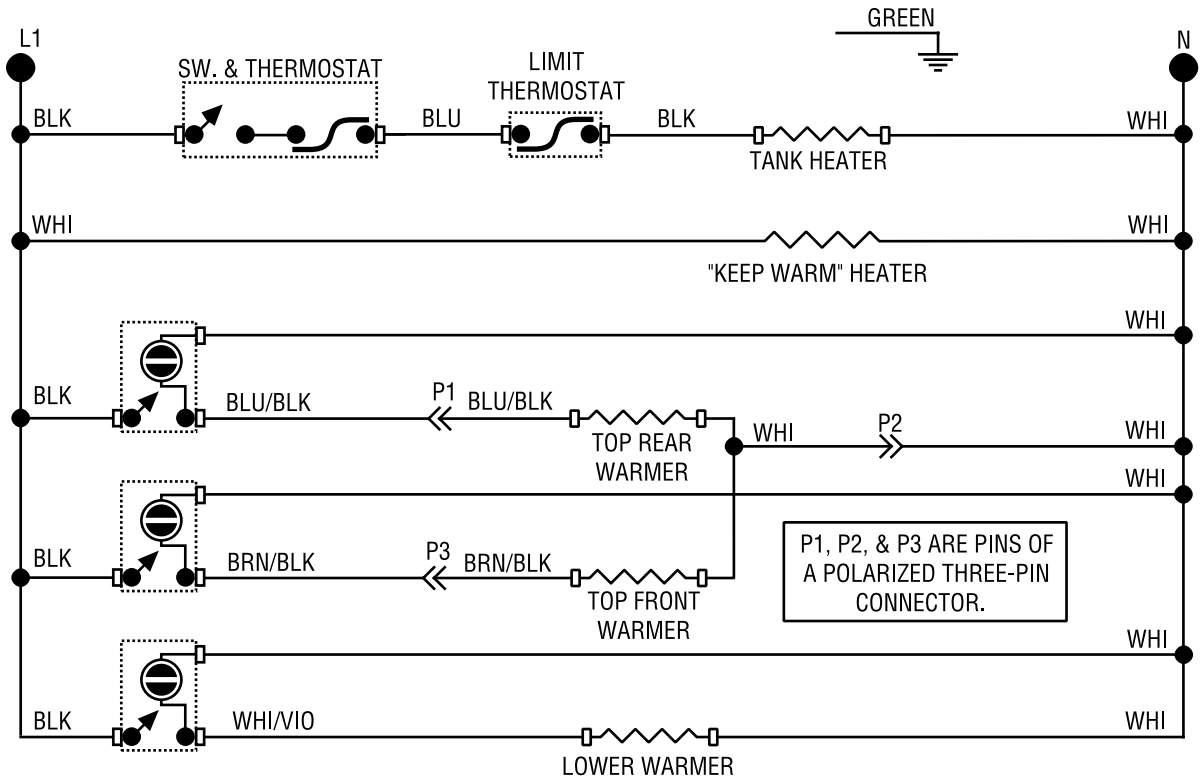 GREEN
L1
N
SW. & THERMOSTAT
LIMIT
THERMOSTAT
BLK
BLU
BLK
WHI
TANK HEATER
WHI
WHI
"KEEP WARM" HEATER
WHI
BLK
BLU/BLK
P1
BLU/BLK
TOP REAR
WARMER
WHI
P2
WHI
WHI
BLK
BRN/BLK
P3
BRN/BLK
TOP FRONT
WARMER
P1, P2, & P3 ARE PINS OF
A POLARIZED THREE-PIN
CONNECTOR.
WHI
BLK
WHI/VIO
WHI
LOWER WARMER